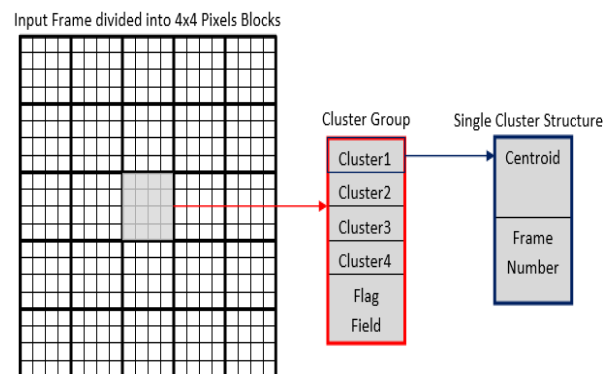 Input Frame divided into 4x4 Pixels Blocks
Cluster Group
Cluster1
Cluster2
Cluster3
Cluster4
Flag
Field
Single Cluster Structure
Centroid
Frame
Number